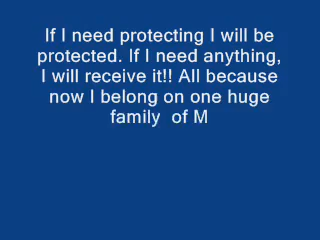 If I need protecting I will be
protected. If I need anything,
I will receive it!! All because
now I belong on one huge
family  of M